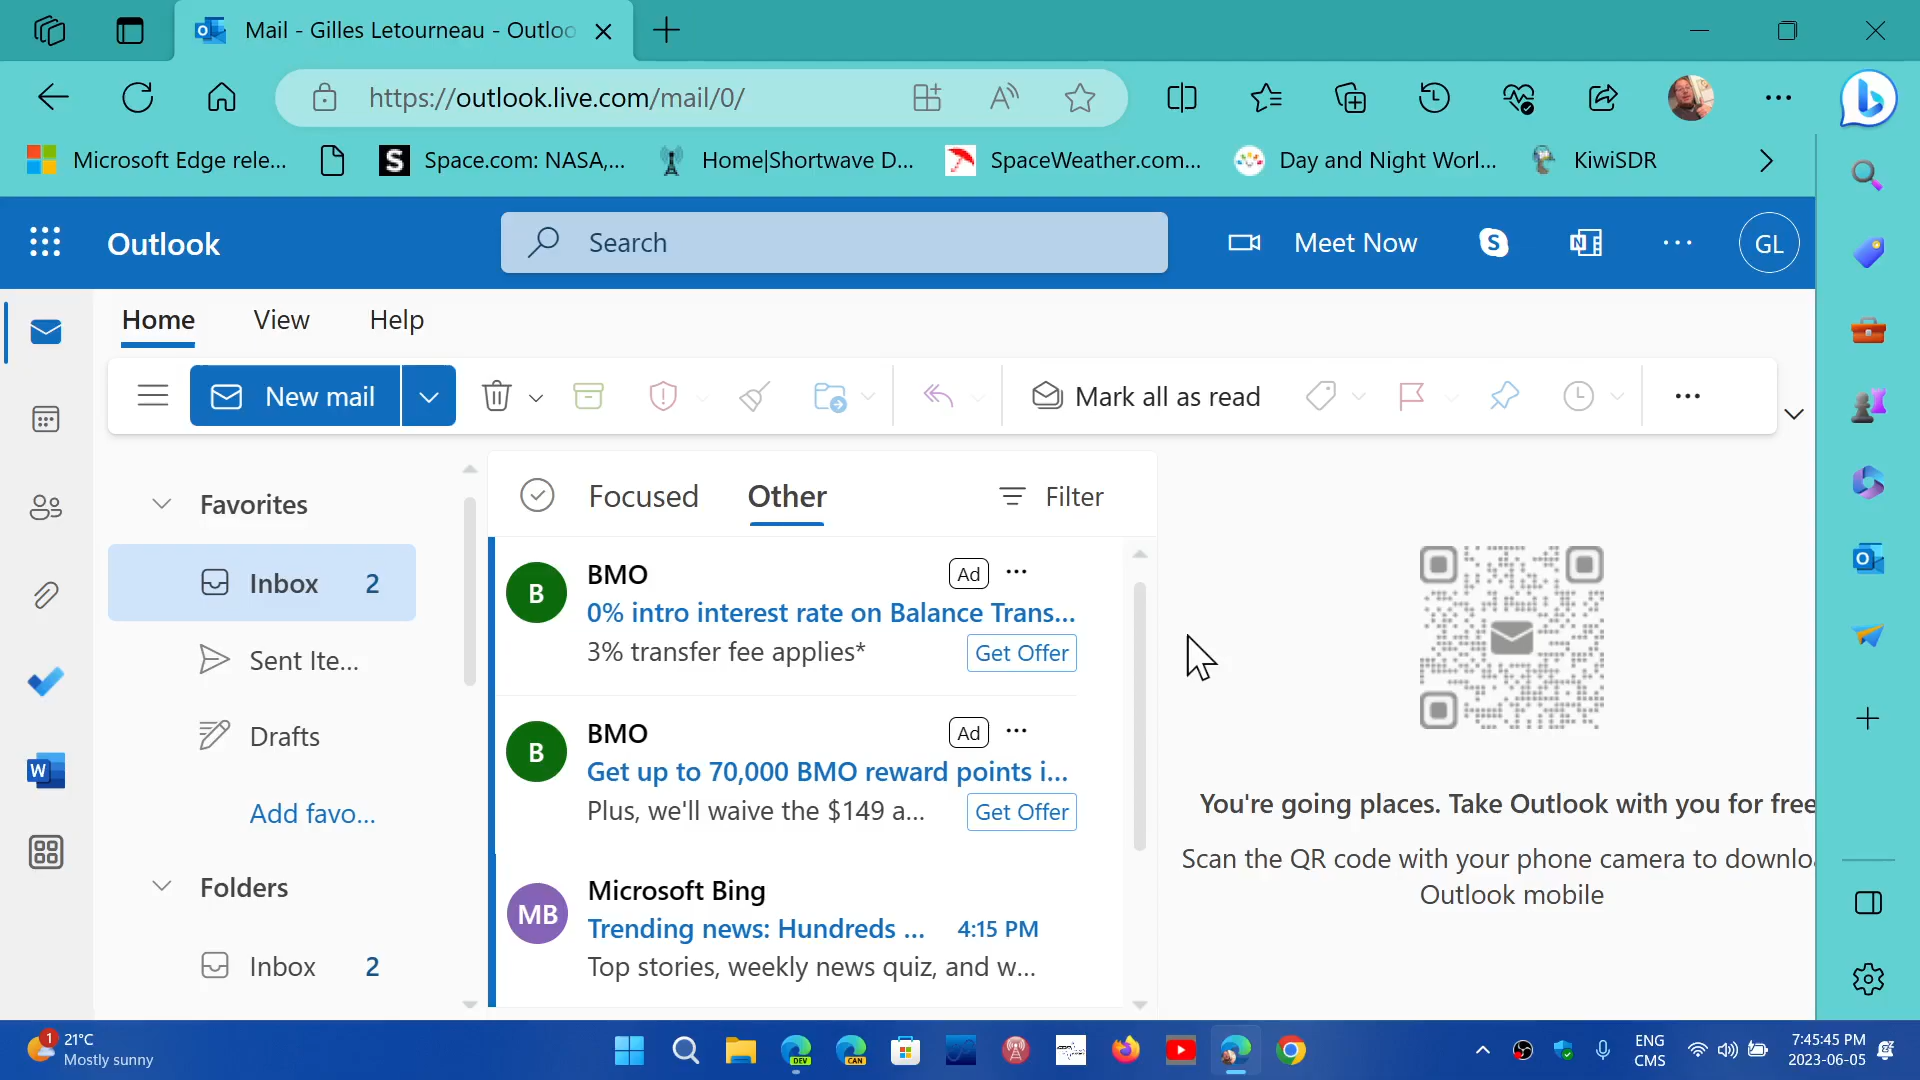 Mail - Gilles Letourneau - Outloo
https://outlook.live.com/mail/0/
Microsoft Edge rele...
Space.com: NASA,...
Home|Shortwave D...
SpaceWeather.com...
Day and Night Worl...
KiwiSDR
Outlook
Search
Meet Now
GL
Home
View
Help
New mail
Mark all as read
Favorites
Focused
Other
Filter
Inbox 2
Sent Ite...
Drafts
Add favo...
Folders
Inbox 2
B
BMO
Ad
0% intro interest rate on Balance Trans...
3% transfer fee applies*
Get Offer
B
BMO
Ad
Get up to 70,000 BMO reward points i...
Plus, we'll waive the $149 a...
Get Offer
MB
Microsoft Bing
Trending news: Hundreds ...
4:15 PM
Top stories, weekly news quiz, and w...
You're going places. Take Outlook with you for free
Scan the QR code with your phone camera to downlo
Outlook mobile
1
21°C
Mostly sunny
DEV
CAN
ENG
CMS
7:45:45 PM
2023-06-05